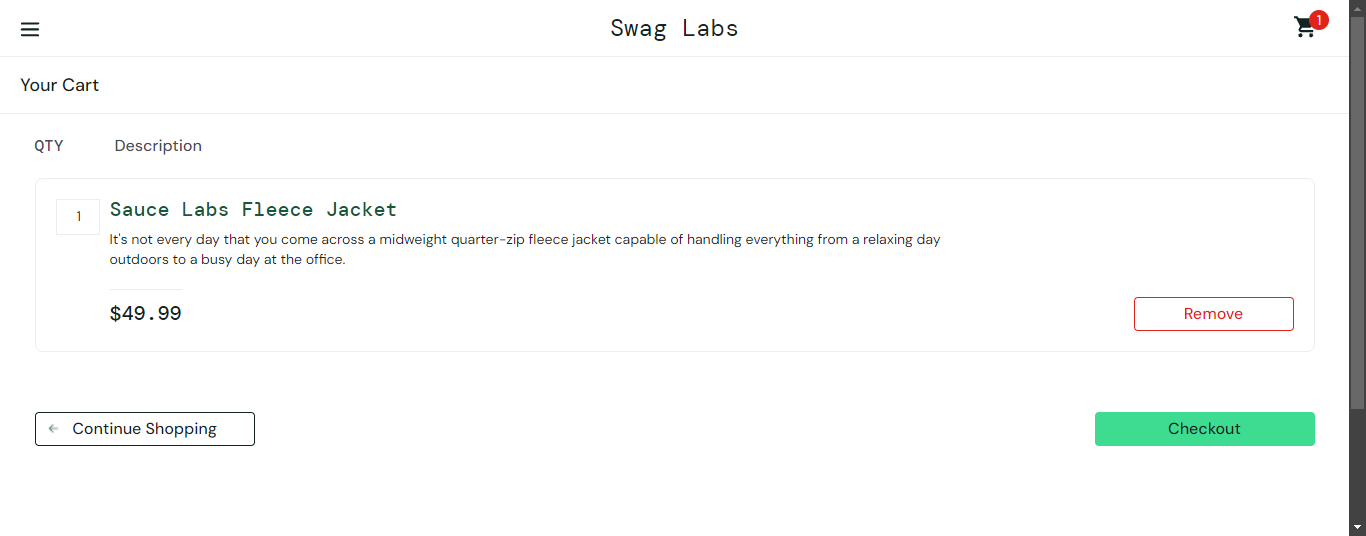 Swag Labs
1
Your Cart
QTY Description
1
Sauce Labs Fleece Jacket
It's not every day that you come across a midweight quarter-zip fleece jacket capable of handling everything from a relaxing day
outdoors to a busy day at the office.
$49.99
Remove
Continue Shopping
Checkout